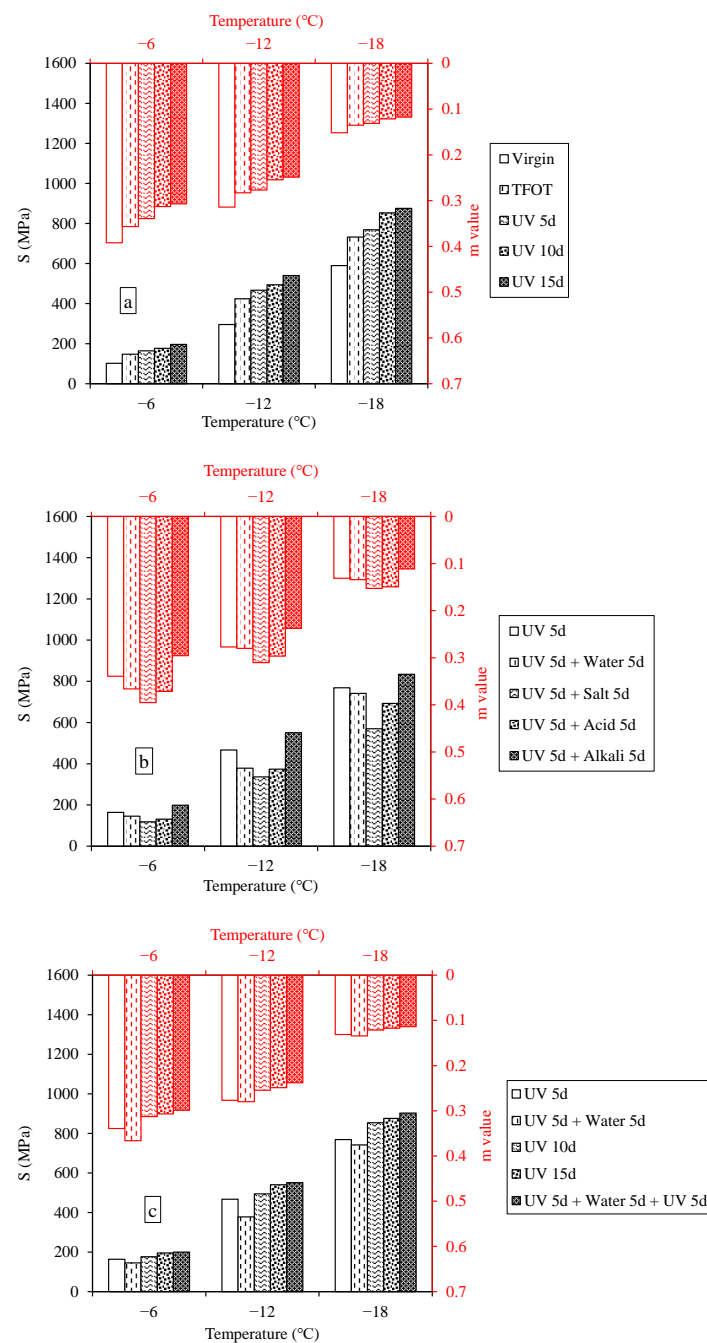 Temperature (℃)
−6 −12 −18
1600 0
1400 0.1
1200 0.2
1000 0.3
800 0.4
600 0.5
400 0.6
200 0.7
0
S (MPa)
m value
a
Virgin
TFOT
UV 5d
UV 10d
UV 15d
−6 −12 −18
Temperature (℃)
Temperature (℃)
−6 −12 −18
1600 0
1400 0.1
1200 0.2
1000 0.3
800 0.4
600 0.5
400 0.6
200 0.7
0
S (MPa)
m value
b
UV 5d
UV 5d + Water 5d
UV 5d + Salt 5d
UV 5d + Acid 5d
UV 5d + Alkali 5d
−6 −12 −18
Temperature (℃)
Temperature (℃)
−6 −12 −18
1600 0
1400 0.1
1200 0.2
1000 0.3
800 0.4
600 0.5
400 0.6
200 0.7
0
S (MPa)
m value
c
UV 5d
UV 5d + Water 5d
UV 10d
UV 15d
UV 5d + Water 5d + UV 5d
−6 −12 −18
Temperature (℃)